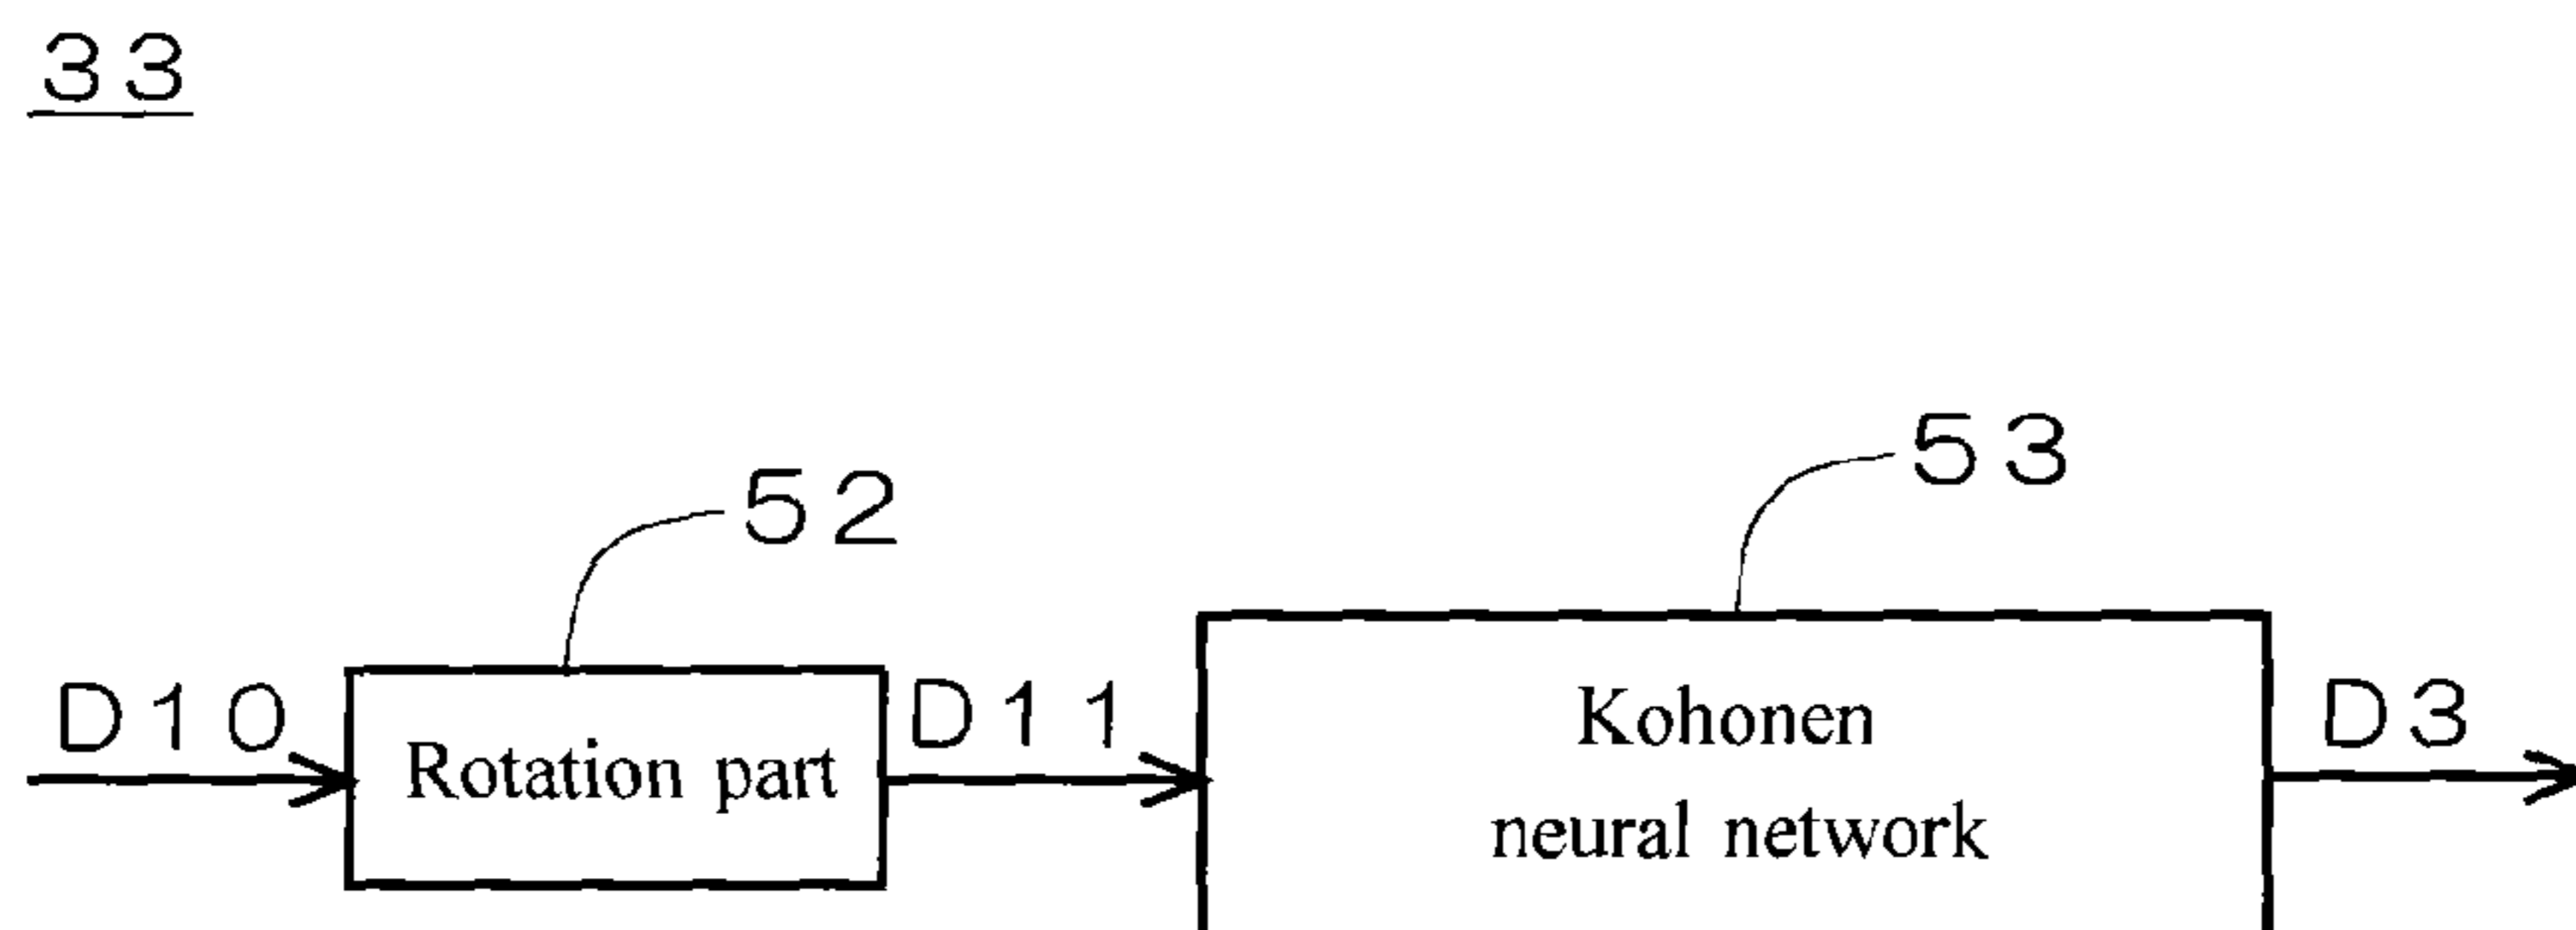 33
53
52
D10
Rotation part
D11
Kohonen
neural network
D3